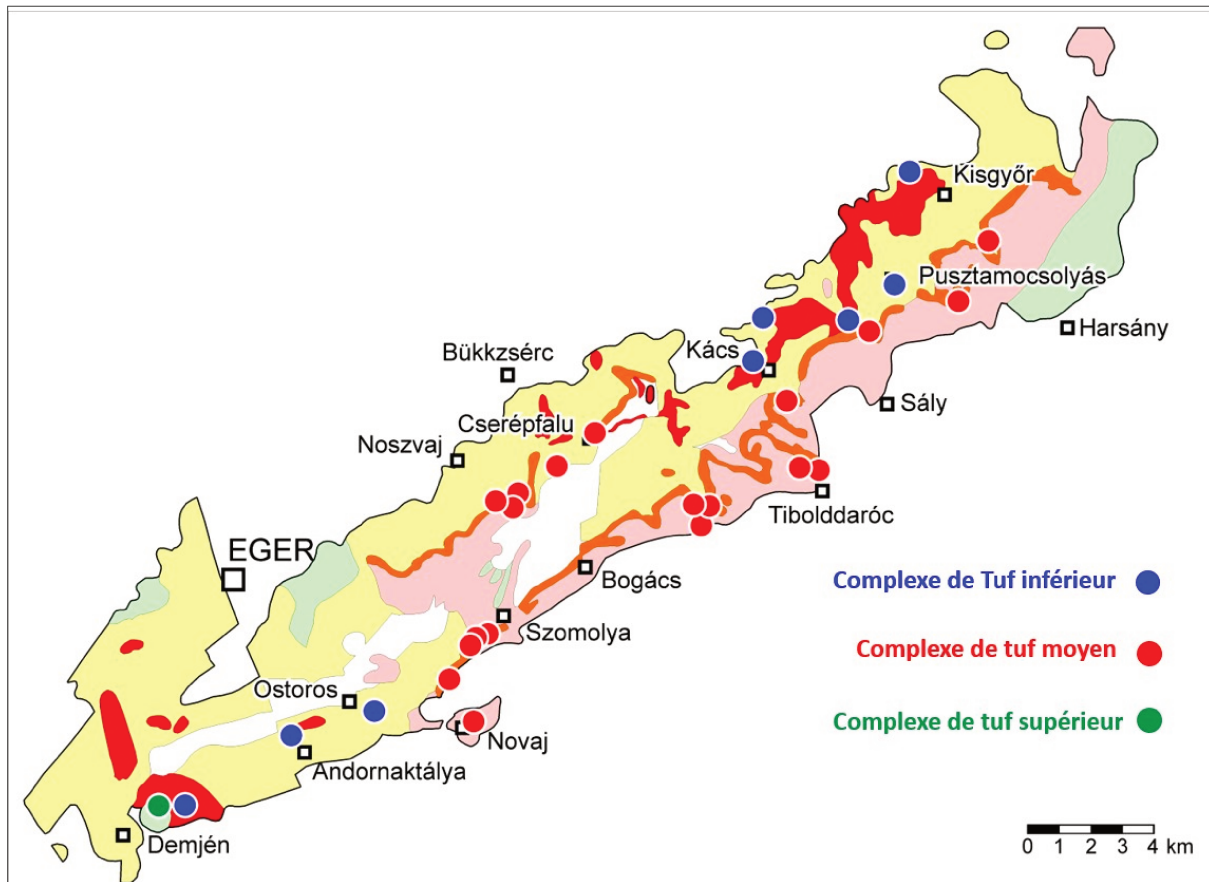 Kisgyőr
Pusztamocsolyás
Harsány
Kács
Bükkzsérc
Sály
Cserépfalu
Noszvaj
Tibolddaróc
EGER
Bogács
Complexe de Tuf inférieur
Szomolya
Complexe de tuf moyen
Ostoros
Complexe de tuf supérieur
Novaj
Andornaktálya
Demjén
0 1 2 3 4 km